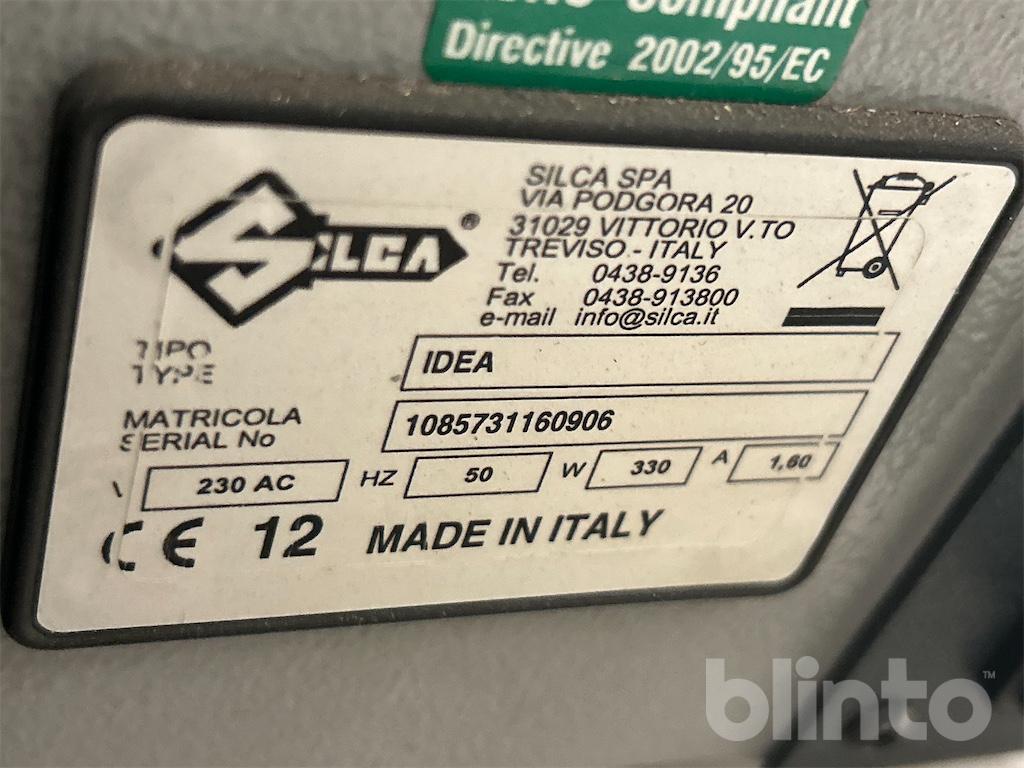 Compliant
Directive 2002/95/EC
SILCA®
SILCA SPA
VIA PODGORA 20
31029 VITTORIO V.TO
TREVISO - ITALY
Tel. 0438-9136
Fax 0438-913800
e-mail info@silca.it
TIPO
TYPE
IDEA
MATRICOLA
SERIAL No
1085731160906
V 230 AC HZ 50 W 330 A 1,60
CE 12 MADE IN ITALY
blinto™